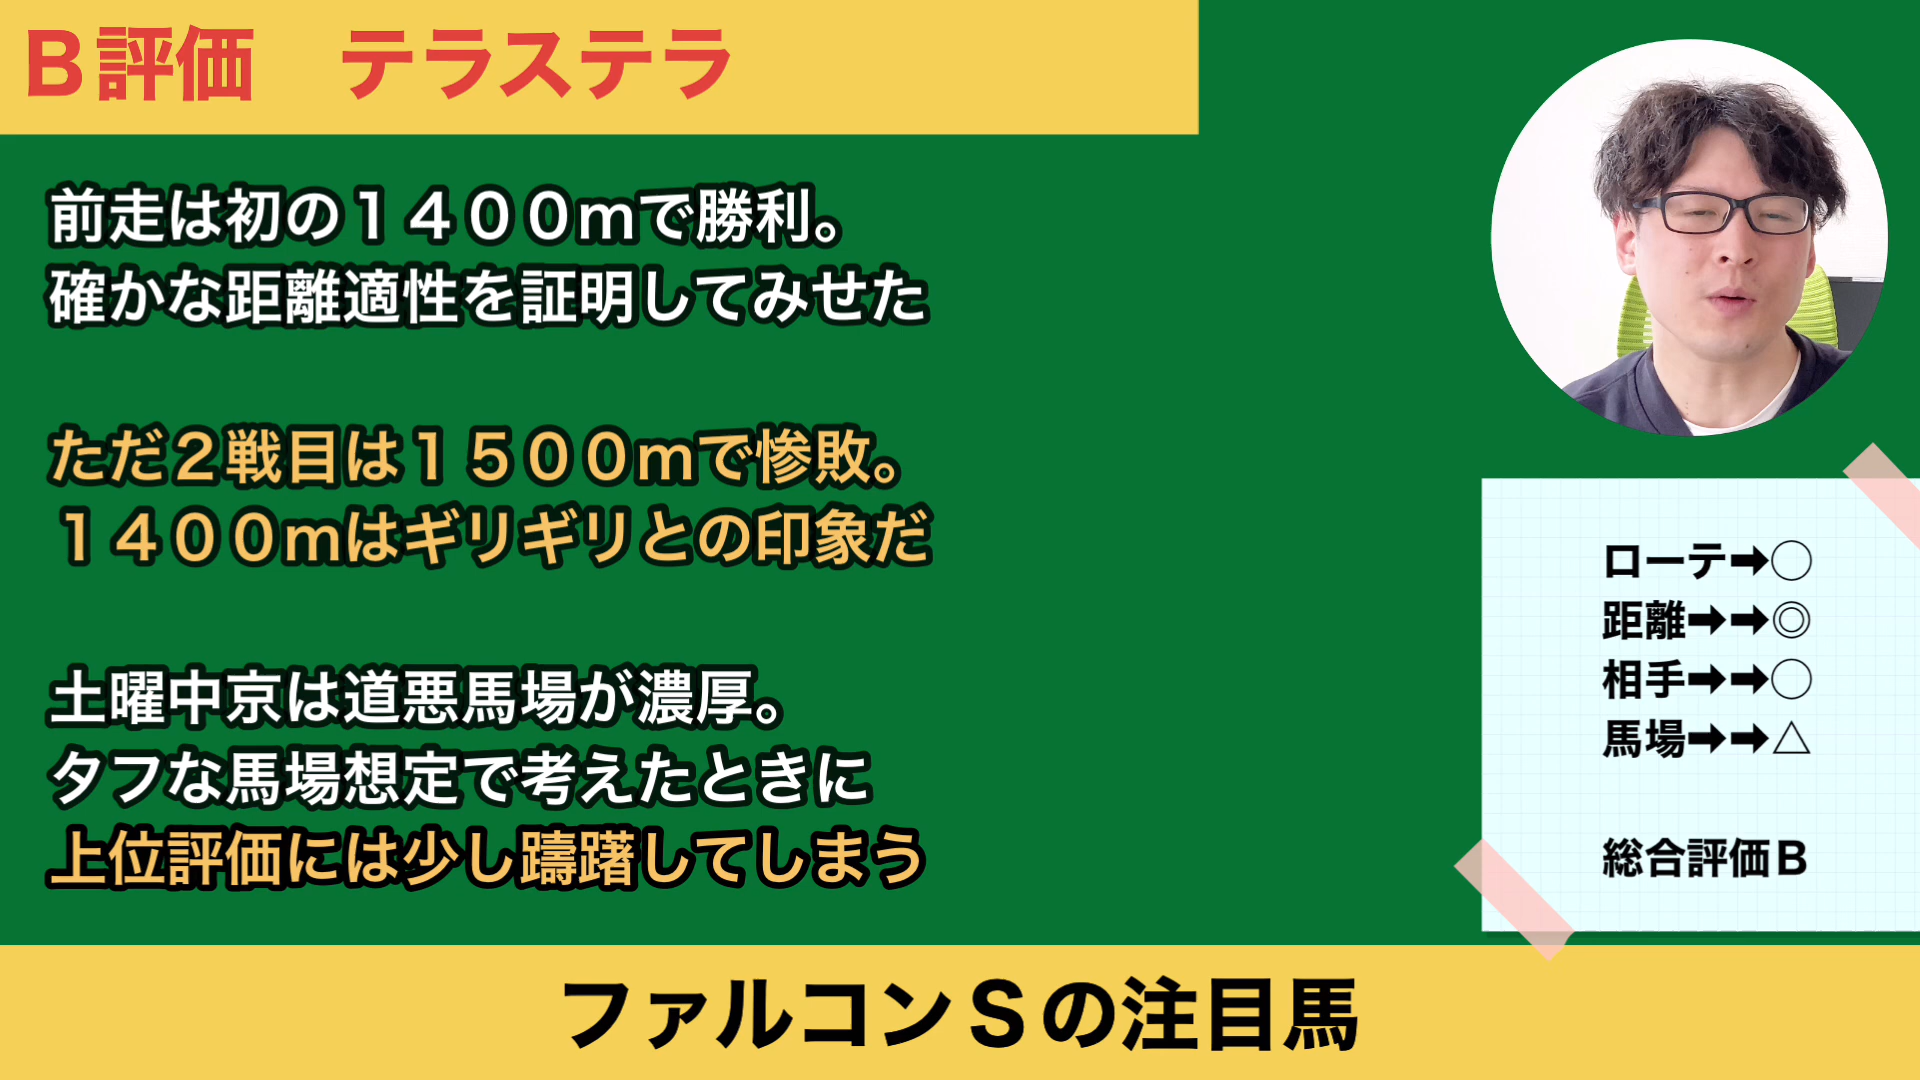 B評価　テラステラ
前走は初の１４００mで勝利。
確かな距離適性を証明してみせた
ただ２戦目は１５００mで惨敗。
１４００mはギリギリとの印象だ
土曜中京は道悪馬場が濃厚。
タフな馬場想定で考えたときに
上位評価には少し躊躇してしまう
ローテ➡◯
距離➡➡◎
相手➡➡◯
馬場➡➡△
総合評価B
ファルコンＳの注目馬